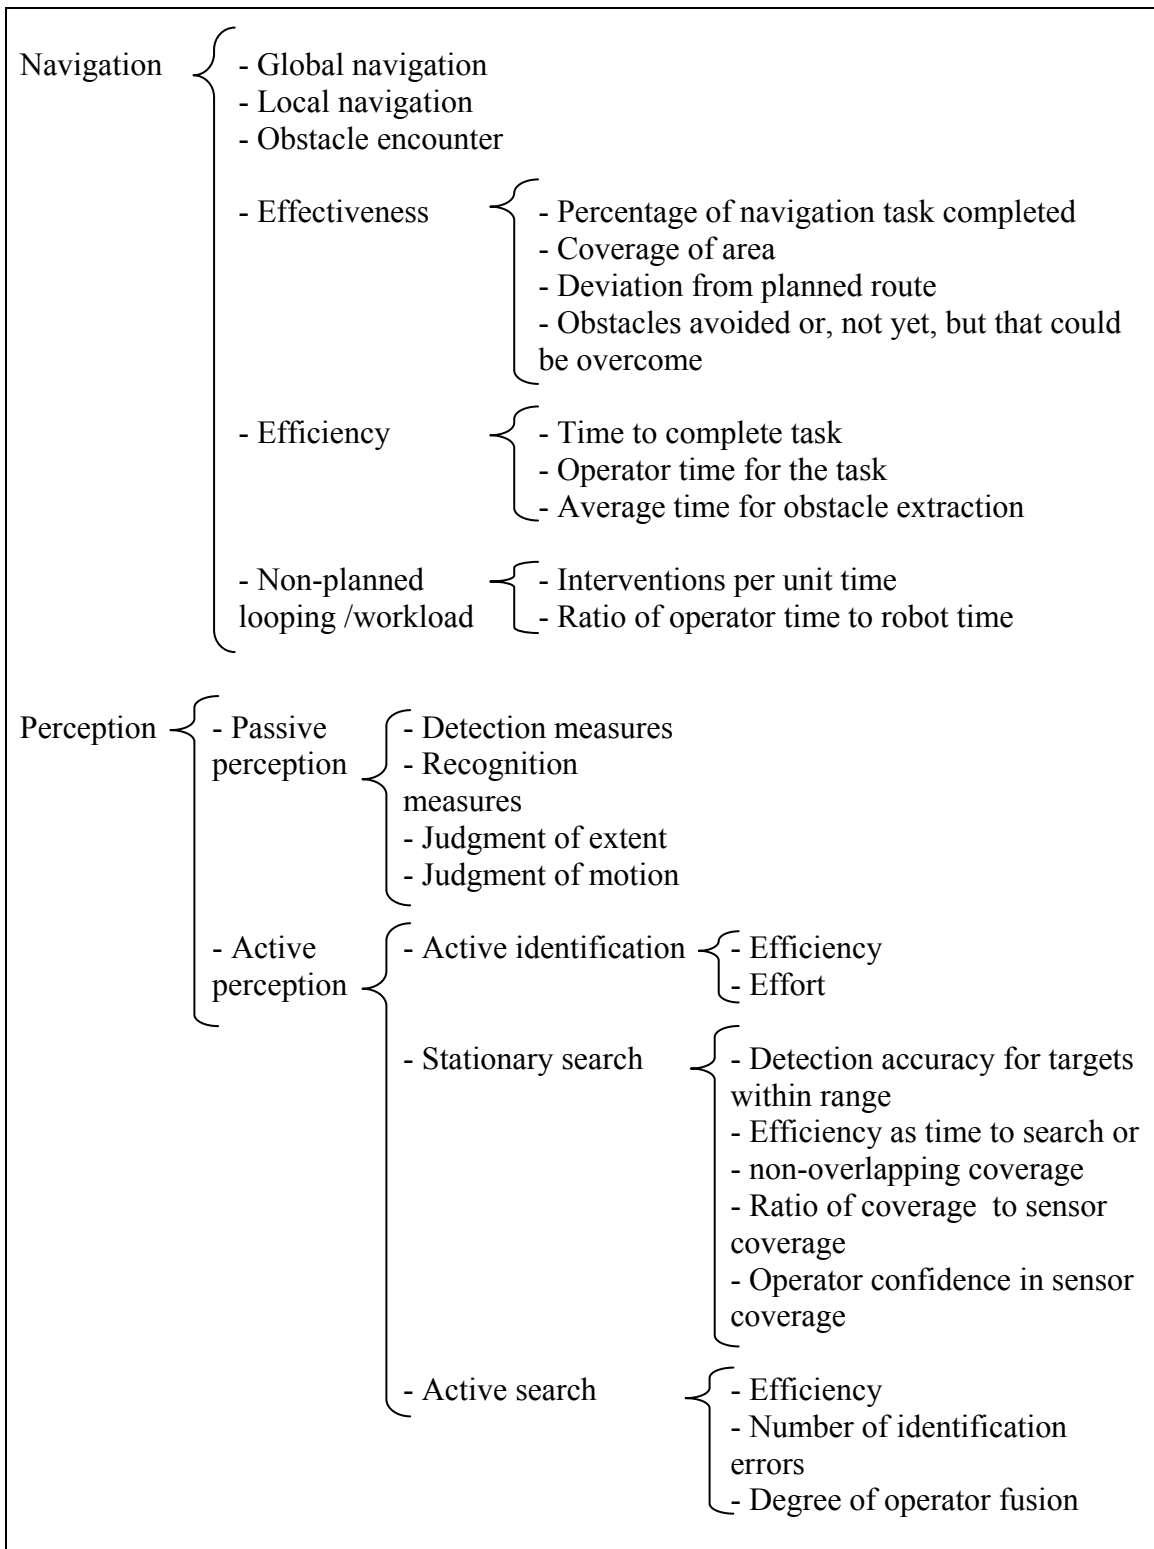 Navigation
- Global navigation
- Local navigation
- Obstacle encounter
- Effectiveness
- Percentage of navigation task completed
- Coverage of area
- Deviation from planned route
- Obstacles avoided or, not yet, but that could
be overcome
- Efficiency
- Time to complete task
- Operator time for the task
- Average time for obstacle extraction
- Non-planned
looping /workload
- Interventions per unit time
- Ratio of operator time to robot time
Perception
- Passive
perception
- Detection measures
- Recognition
measures
- Judgment of extent
- Judgment of motion
- Active
perception
- Active identification
- Efficiency
- Effort
- Stationary search
- Detection accuracy for targets
within range
- Efficiency as time to search or
- non-overlapping coverage
- Ratio of coverage  to sensor
coverage
- Operator confidence in sensor
coverage
- Active search
- Efficiency
- Number of identification
errors
- Degree of operator fusion